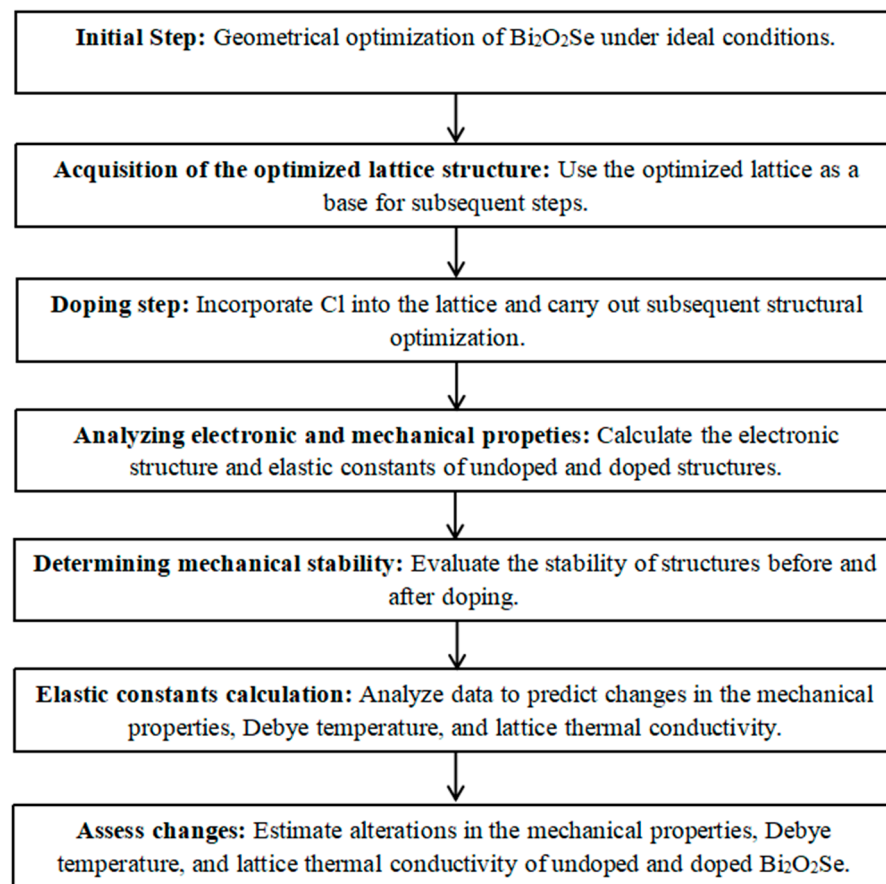 Initial Step: Geometrical optimization of Bi₂O₂Se under ideal conditions.
Acquisition of the optimized lattice structure: Use the optimized lattice as a
base for subsequent steps.
Doping step: Incorporate Cl into the lattice and carry out subsequent structural
optimization.
Analyzing electronic and mechanical propeties: Calculate the electronic
structure and elastic constants of undoped and doped structures.
Determining mechanical stability: Evaluate the stability of structures before and
after doping.
Elastic constants calculation: Analyze data to predict changes in the mechanical
properties, Debye temperature, and lattice thermal conductivity.
Assess changes: Estimate alterations in the mechanical properties, Debye
temperature, and lattice thermal conductivity of undoped and doped Bi₂O₂Se.